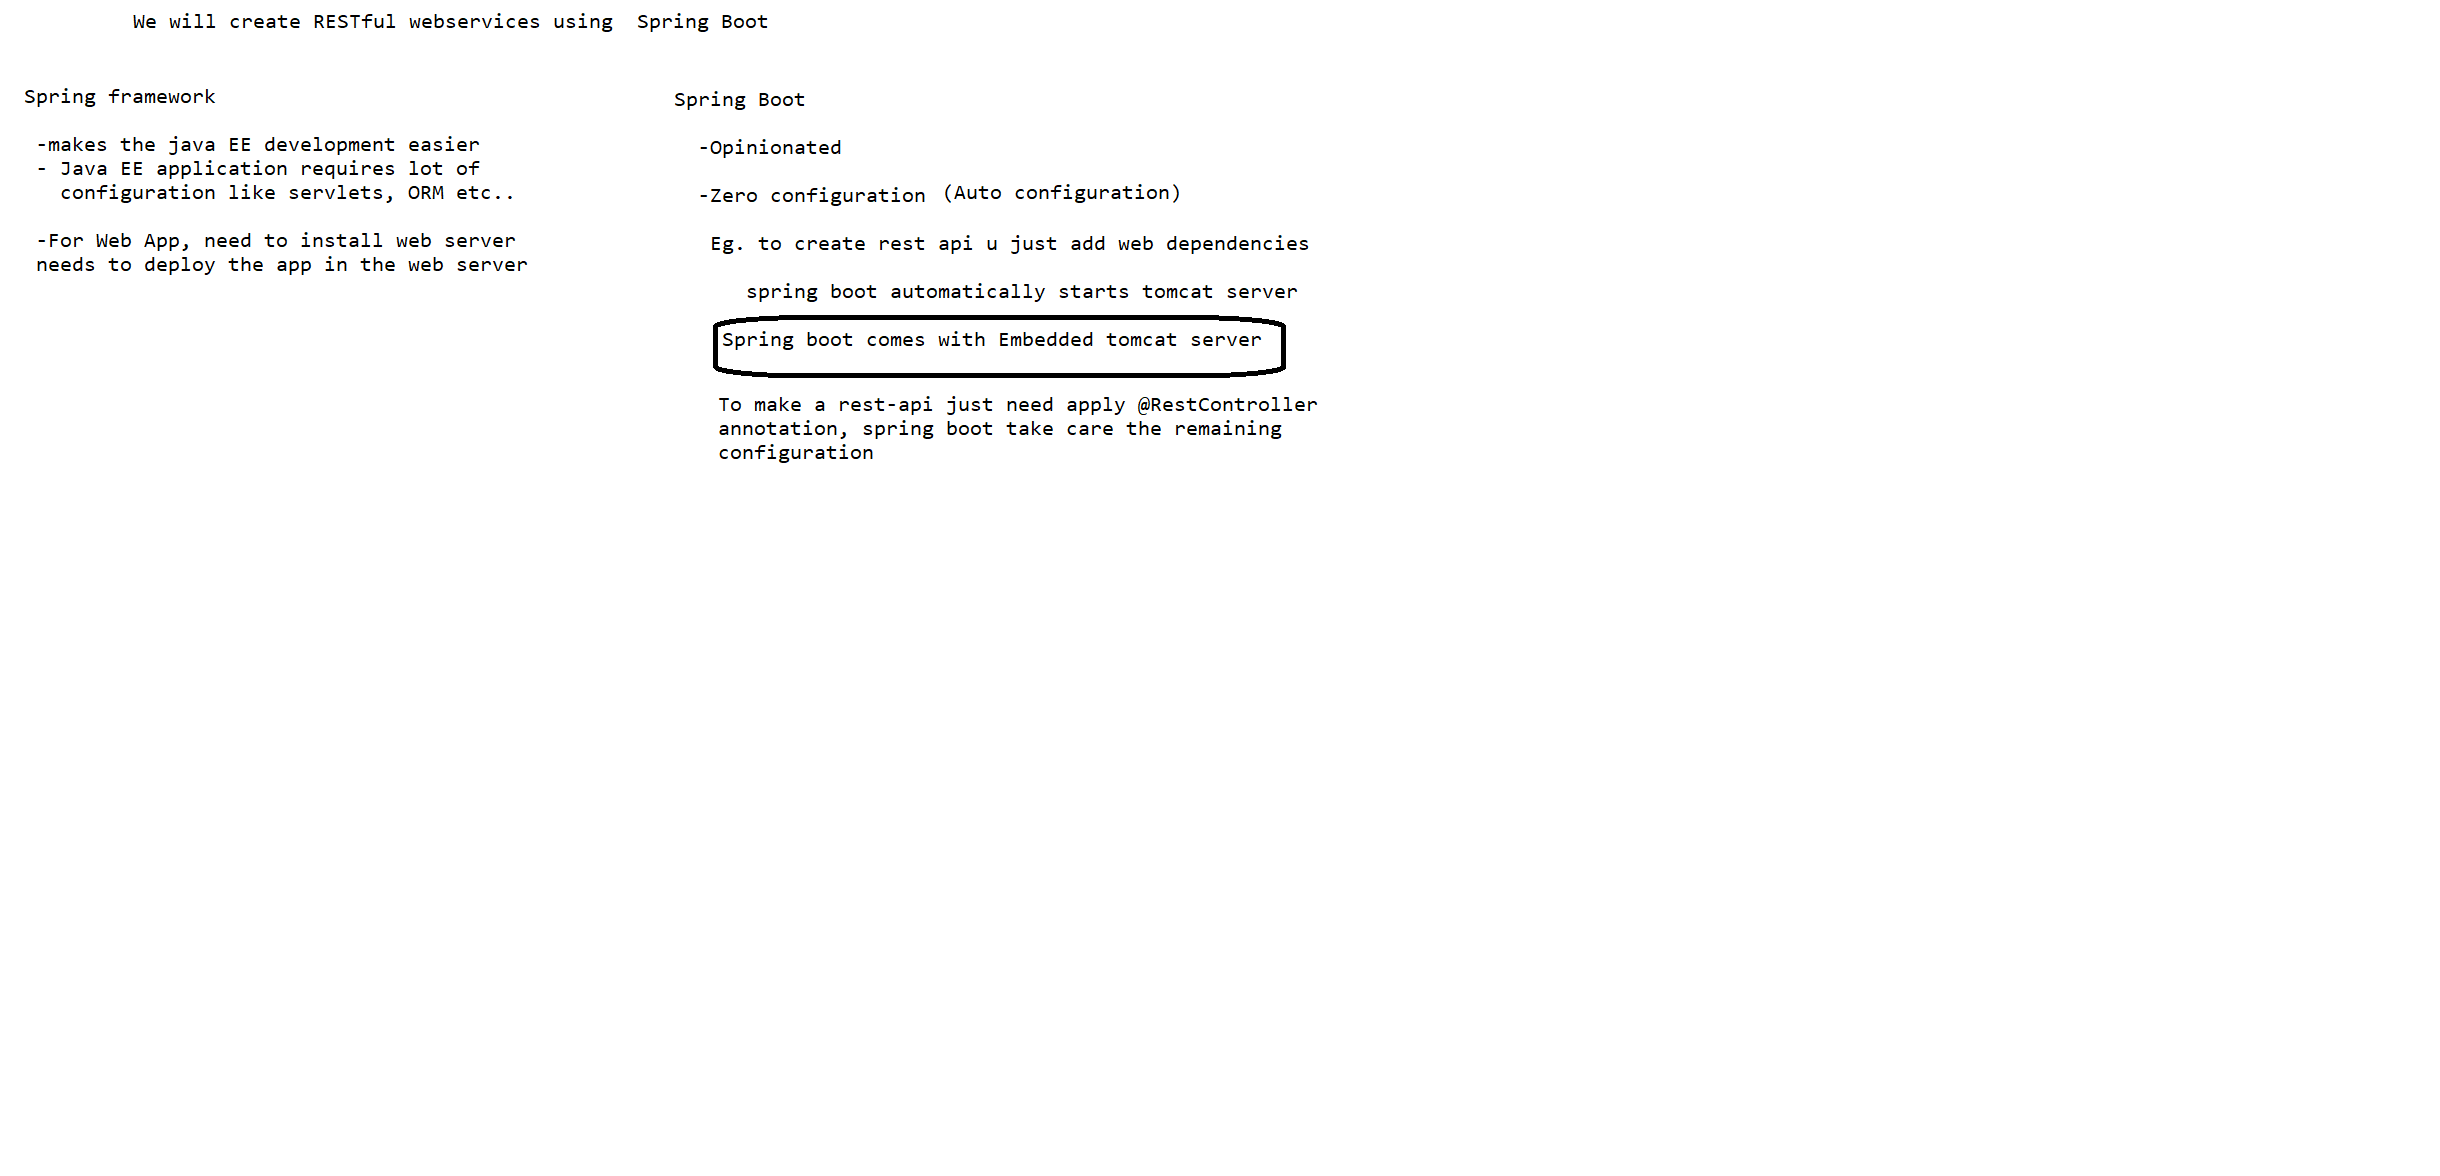 We will create RESTful webservices using  Spring Boot
Spring framework
-makes the java EE development easier
- Java EE application requires lot of
configuration like servlets, ORM etc..
-For Web App, need to install web server
needs to deploy the app in the web server
Spring Boot
-Opinionated
-Zero configuration (Auto configuration)
Eg. to create rest api u just add web dependencies
spring boot automatically starts tomcat server
Spring boot comes with Embedded tomcat server
To make a rest-api just need apply @RestController
annotation, spring boot take care the remaining
configuration